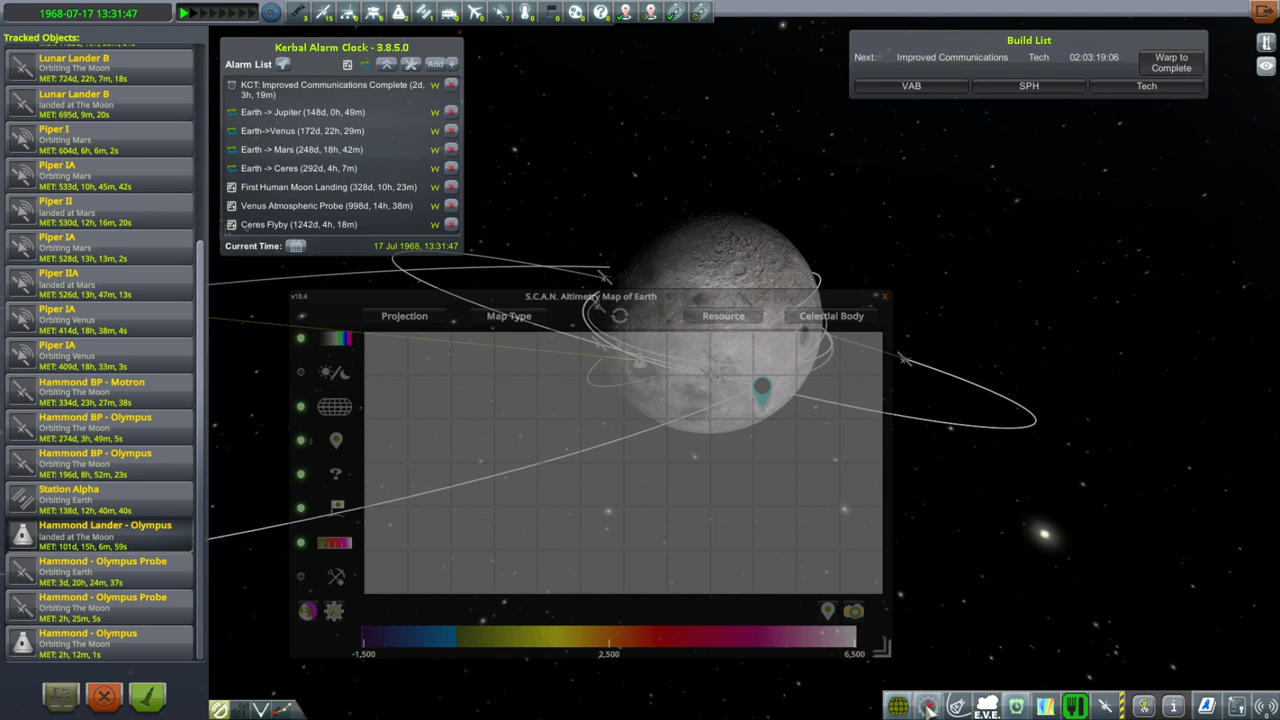 1968-07-17 13:31:47
3
15
2
2
2
1
3
7
Tracked Objects:
Lunar Lander B
Orbiting The Moon
MET: 724d, 22h, 7m, 18s
Lunar Lander B
landed at The Moon
MET: 695d, 9m, 20s
Piper I
Orbiting Mars
MET: 604d, 6h, 6m, 2s
Piper IA
Orbiting Mars
MET: 533d, 10h, 45m, 42s
Piper II
landed at Mars
MET: 530d, 12h, 16m, 20s
Piper IA
Orbiting Mars
MET: 528d, 13h, 13m, 2s
Piper IIA
landed at Mars
MET: 526d, 13h, 47m, 13s
Piper IA
Orbiting Venus
MET: 414d, 18h, 38m, 4s
Piper IA
Orbiting Venus
MET: 409d, 18h, 33m, 3s
Hammond BP - Motron
Orbiting The Moon
MET: 334d, 23h, 27m, 38s
Hammond BP - Olympus
Orbiting The Moon
MET: 274d, 3h, 49m, 5s
Hammond BP - Olympus
Orbiting The Moon
MET: 196d, 8h, 52m, 23s
Station Alpha
Orbiting Earth
MET: 138d, 12h, 40m, 40s
Hammond Lander - Olympus
landed at The Moon
MET: 101d, 15h, 6m, 59s
Hammond - Olympus Probe
Orbiting Earth
MET: 3d, 20h, 24m, 37s
Hammond - Olympus Probe
Orbiting The Moon
MET: 2h, 25m, 5s
Hammond - Olympus
Orbiting The Moon
MET: 2h, 12m, 1s
Kerbal Alarm Clock - 3.8.5.0
Alarm List
Add +
KCT: Improved Communications Complete (2d,
3h, 19m)
W
Earth -> Jupiter (148d, 0h, 49m) W
Earth->Venus (172d, 22h, 29m) W
Earth -> Mars (248d, 18h, 42m) W
Earth -> Ceres (292d, 4h, 7m) W
First Human Moon Landing (328d, 10h, 23m) W
Venus Atmospheric Probe (998d, 14h, 38m) W
Ceres Flyby (1242d, 4h, 18m) W
Current Time:
17 Jul 1968, 13:31:47
Build List
Next: Improved Communications Tech 02:03:19:06
Warp to
Complete
VAB
SPH
Tech
v18.4
S.C.A.N. Altimetry Map of Earth
X
Projection
Map Type
Resource
Celestial Body
-1,500
2,500
6,500
E.V.E.